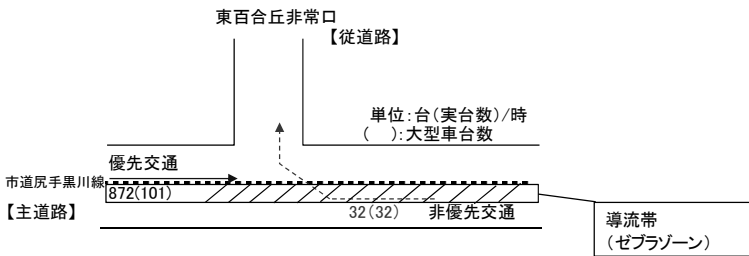 東百合丘非常口
【従道路】
単位:台(実台数)/時
(　):大型車台数
優先交通
市道尻手黒川線
872(101)
【主道路】
32(32)　非優先交通
導流帯
(ゼブラゾーン)